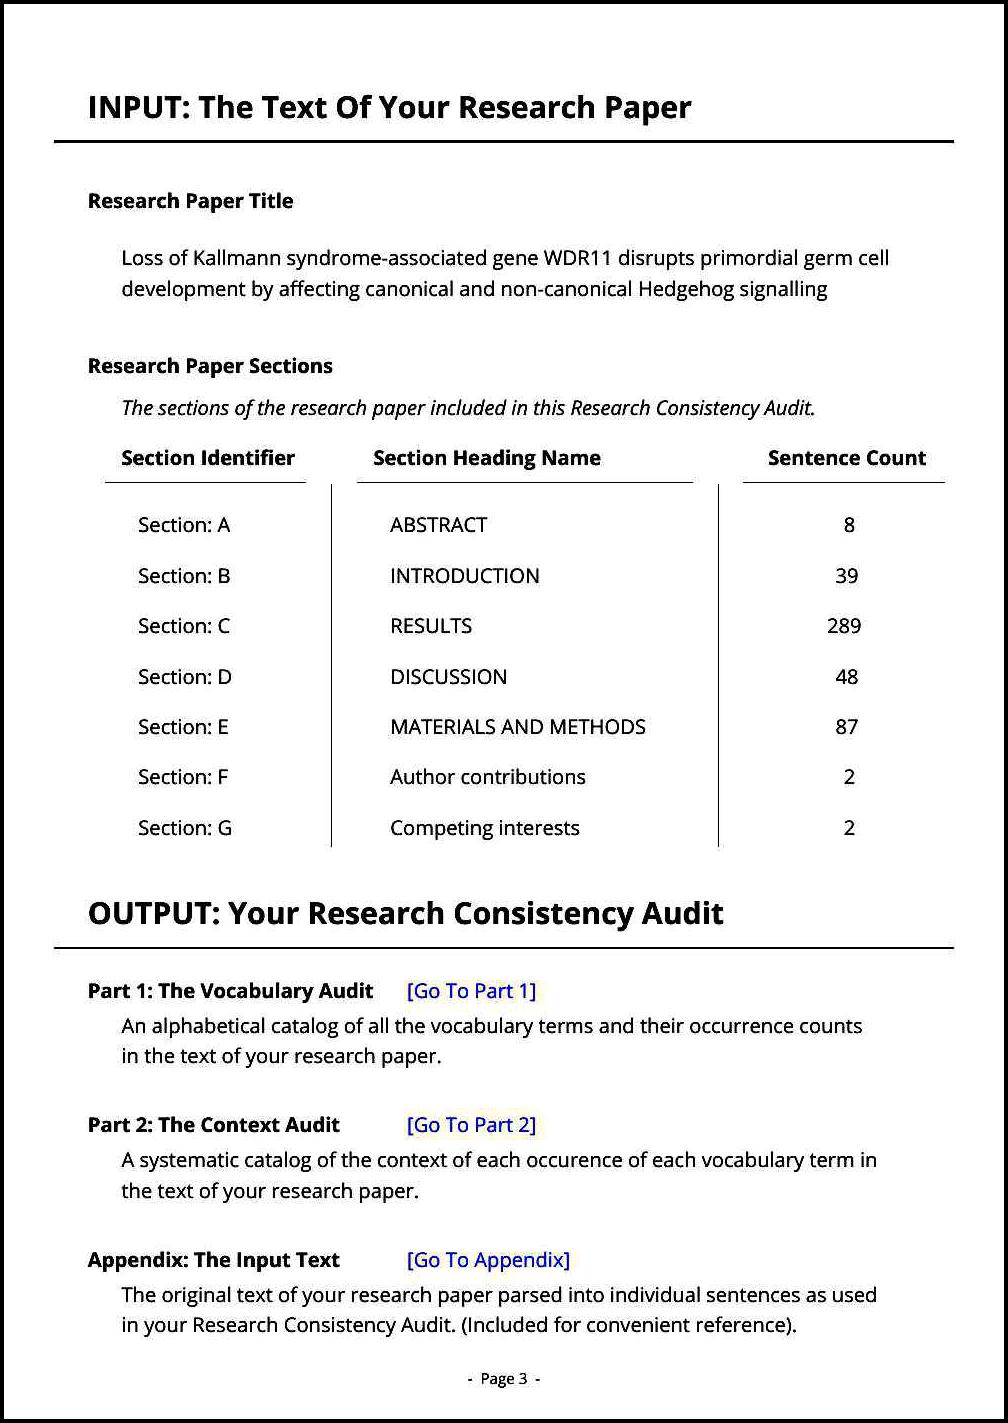 INPUT: The Text Of Your Research Paper
Research Paper Title
Loss of Kallmann syndrome-associated gene WDR11 disrupts primordial germ cell
development by affecting canonical and non-canonical Hedgehog signalling
Research Paper Sections
The sections of the research paper included in this Research Consistency Audit.
Section Identifier Section Heading Name Sentence Count
Section: A ABSTRACT 8
Section: B INTRODUCTION 39
Section: C RESULTS 289
Section: D DISCUSSION 48
Section: E MATERIALS AND METHODS 87
Section: F Author contributions 2
Section: G Competing interests 2
OUTPUT: Your Research Consistency Audit
Part 1: The Vocabulary Audit [Go To Part 1]
An alphabetical catalog of all the vocabulary terms and their occurrence counts
in the text of your research paper.
Part 2: The Context Audit [Go To Part 2]
A systematic catalog of the context of each occurence of each vocabulary term in
the text of your research paper.
Appendix: The Input Text [Go To Appendix]
The original text of your research paper parsed into individual sentences as used
in your Research Consistency Audit. (Included for convenient reference).
- Page 3 -